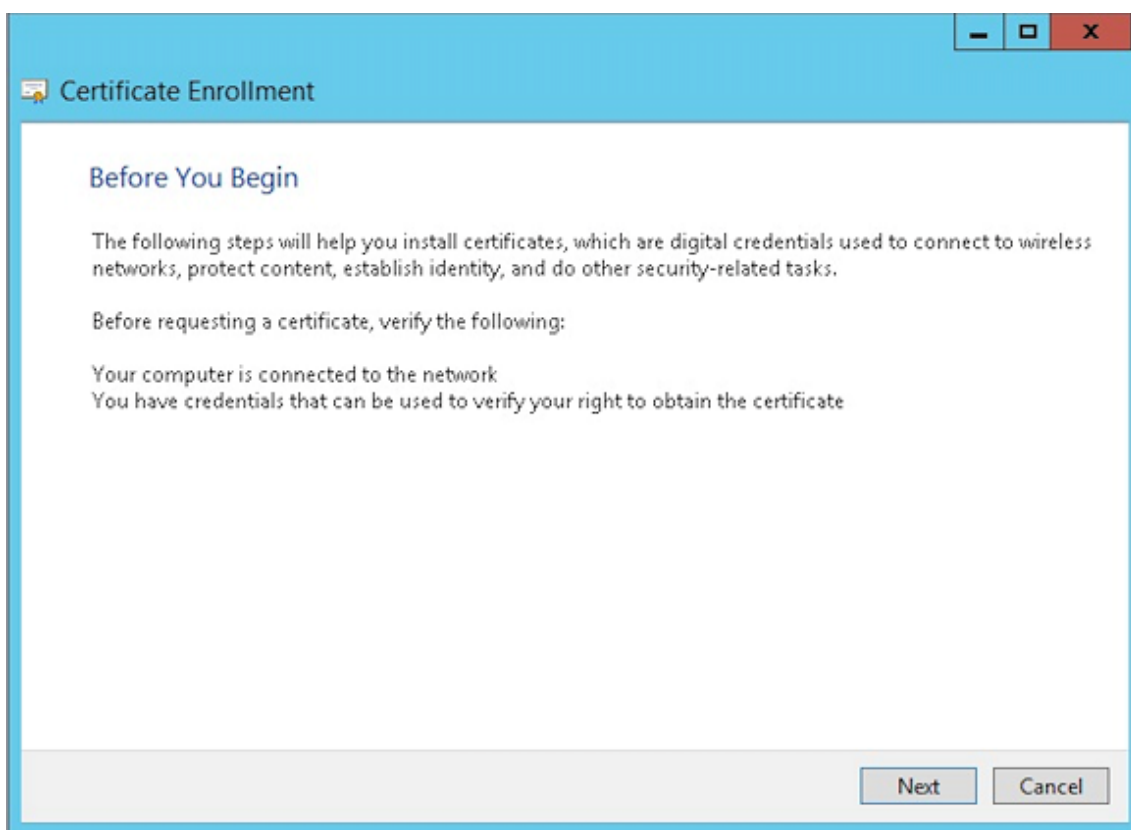 Certificate Enrollment
Before You Begin
The following steps will help you install certificates, which are digital credentials used to connect to wireless
networks, protect content, establish identity, and do other security-related tasks.
Before requesting a certificate, verify the following:
Your computer is connected to the network
You have credentials that can be used to verify your right to obtain the certificate
Next
Cancel